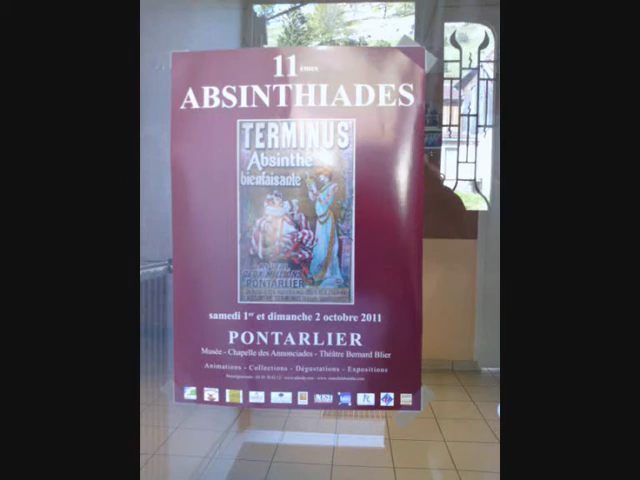 11èmes
ABSINTHIADES
TERMINUS
Absinthe
bienfaisante
PONTARLIER
samedi 1er et dimanche 2 octobre 2011
PONTARLIER
Musée - Chapelle des Annonciades - Théâtre Bernard Blier
Animations - Collections - Dégustations - Expositions